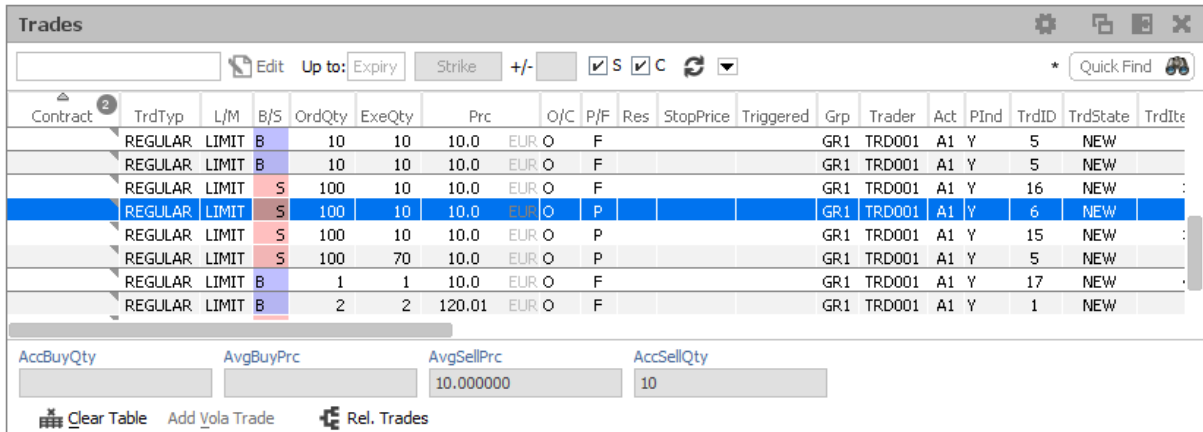 Trades
Edit Up to: Expiry Strike +/- S C * Quick Find
Contract 2 TrdTyp L/M B/S OrdQty ExeQty Prc O/C P/F Res StopPrice Triggered Grp Trader Act PInd TrdID TrdState TrdIte
REGULAR LIMIT B 10 10 10.0 EUR O F GR1 TRD001 A1 Y 5 NEW
REGULAR LIMIT B 10 10 10.0 EUR O F GR1 TRD001 A1 Y 5 NEW
REGULAR LIMIT S 100 10 10.0 EUR O F GR1 TRD001 A1 Y 16 NEW
REGULAR LIMIT S 100 10 10.0 EUR O P GR1 TRD001 A1 Y 6 NEW
REGULAR LIMIT S 100 10 10.0 EUR O P GR1 TRD001 A1 Y 15 NEW
REGULAR LIMIT S 100 70 10.0 EUR O P GR1 TRD001 A1 Y 5 NEW
REGULAR LIMIT B 1 1 10.0 EUR O F GR1 TRD001 A1 Y 17 NEW
REGULAR LIMIT B 2 2 120.01 EUR O F GR1 TRD001 A1 Y 1 NEW
AccBuyQty AvgBuyPrc AvgSellPrc AccSellQty
10.000000 10
Clear Table Add Vola Trade Rel. Trades